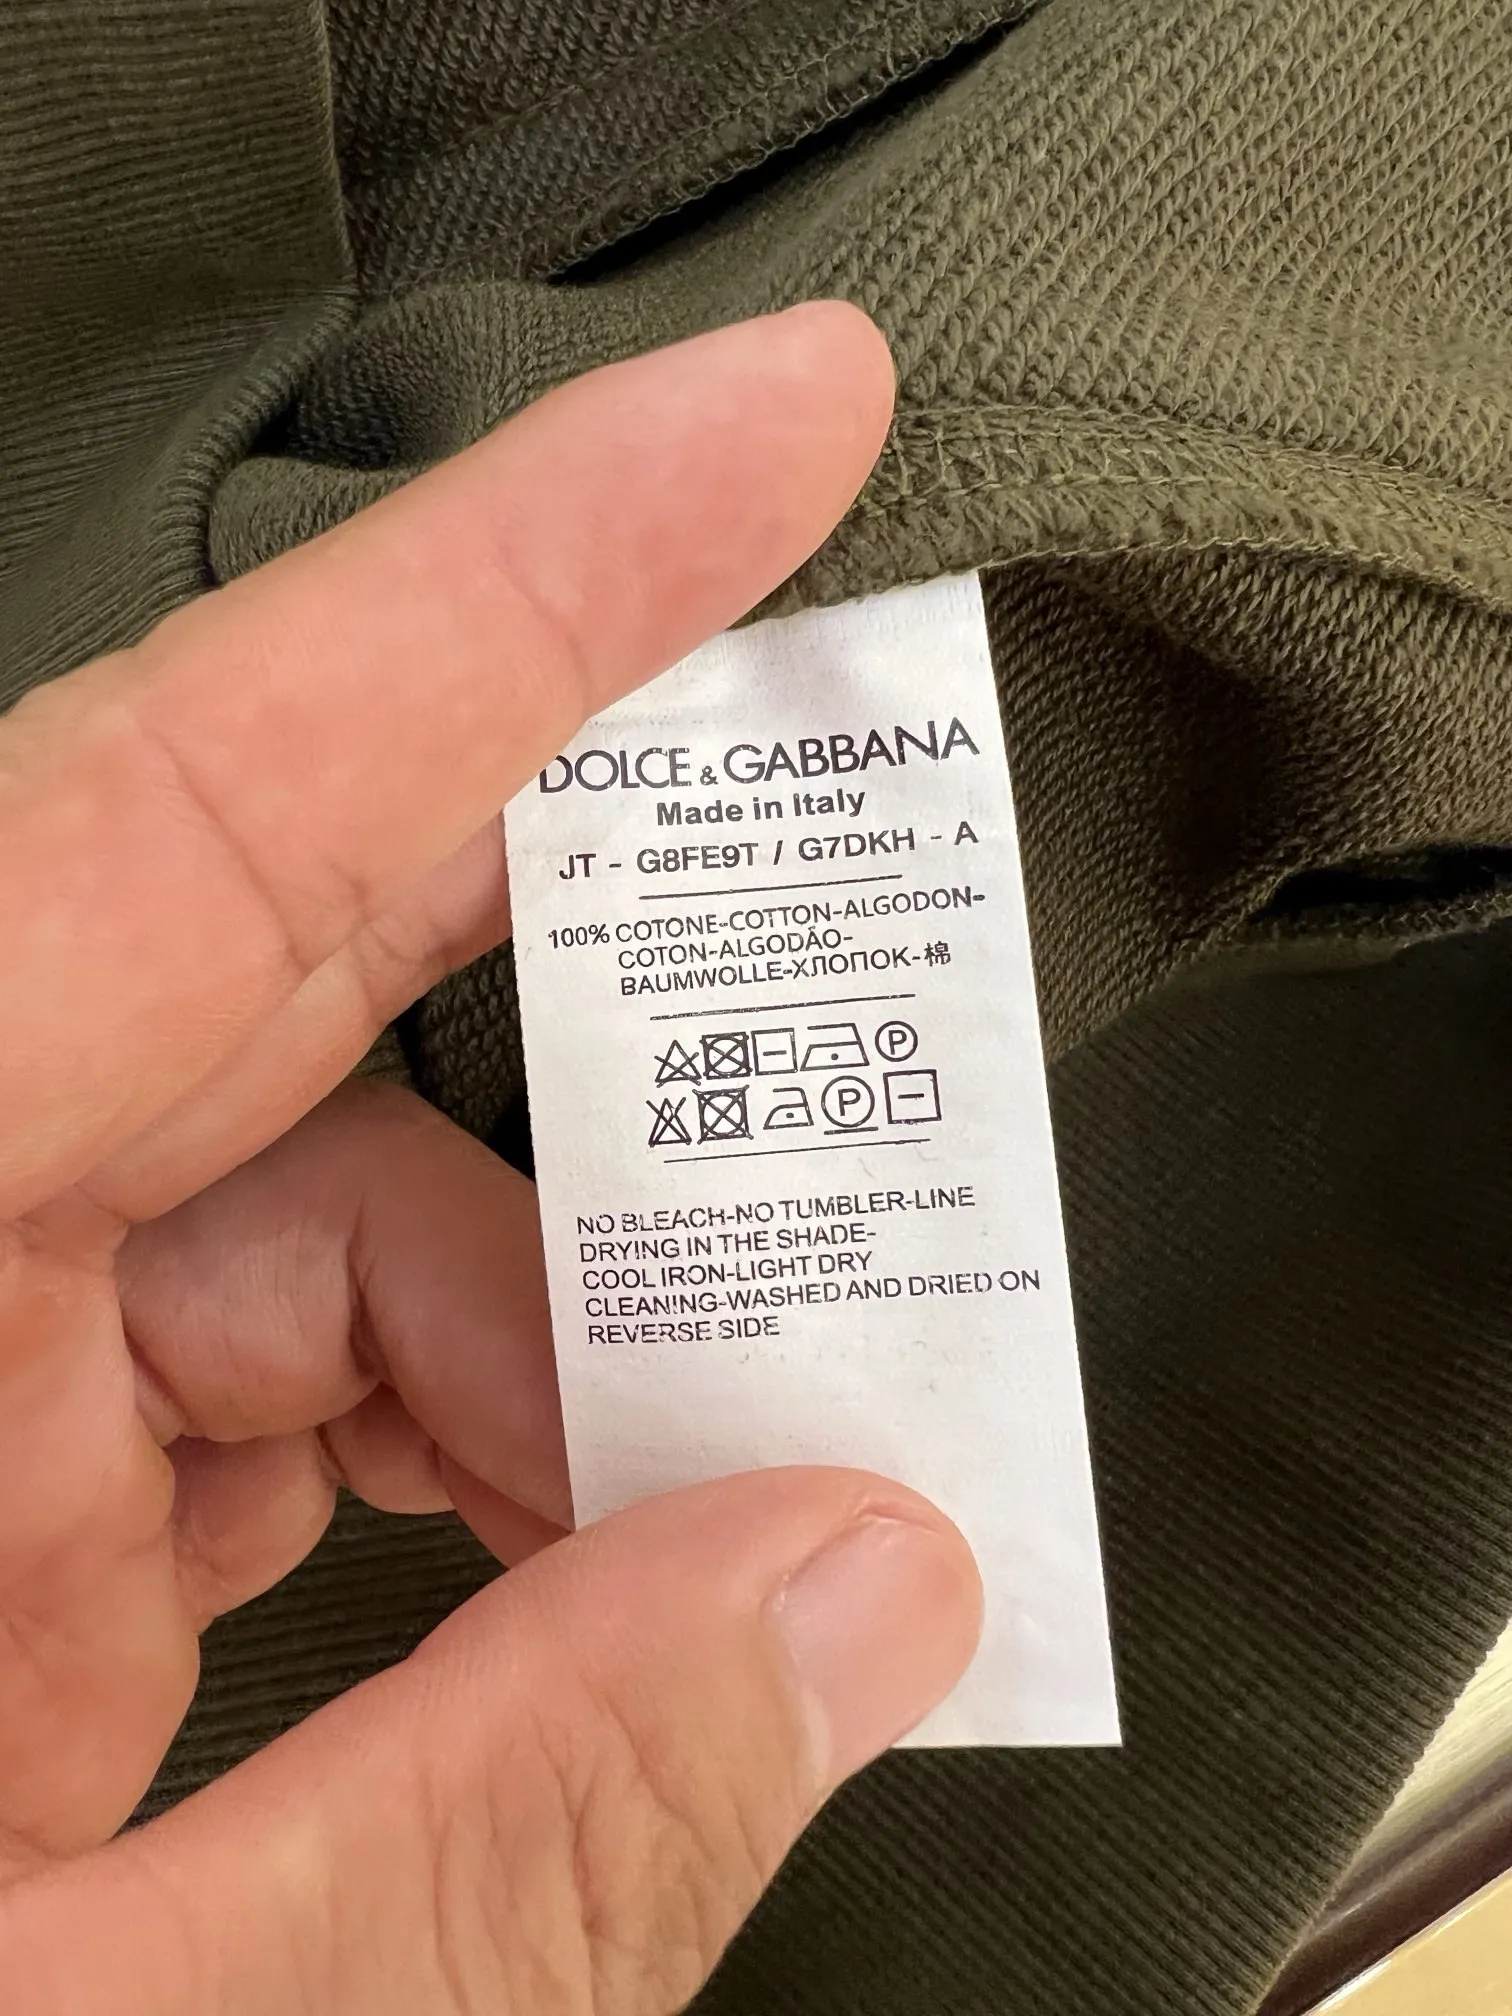 DOLCE & GABBANA
Made in Italy
JT - G8FE9T / G7DKH - A
100% COTONE-COTTON-ALGODON-
COTON-ALGODÃO-
BAUMWOLLE-ХЛОПОК-棉
P
P
NO BLEACH-NO TUMBLER-LINE
DRYING IN THE SHADE-
COOL IRON-LIGHT DRY
CLEANING-WASHED AND DRIED ON
REVERSE SIDE